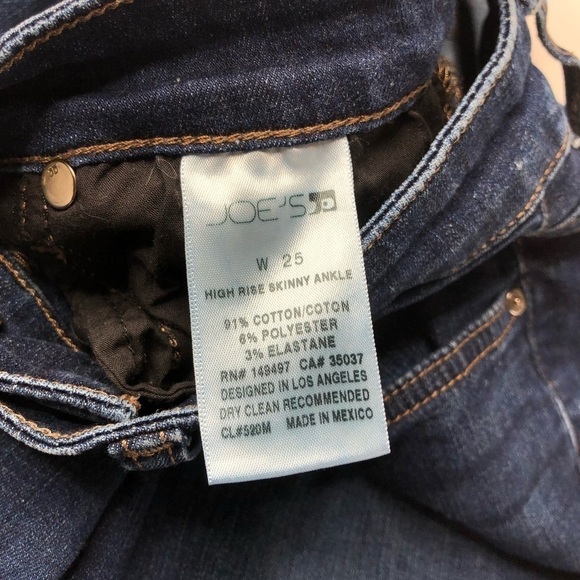 JOE'S
W 25
HIGH RISE SKINNY ANKLE
91% COTTON/COTON
6% POLYESTER
3% ELASTANE
RN# 149497 CA# 35037
DESIGNED IN LOS ANGELES
DRY CLEAN RECOMMENDED
CL#520M MADE IN MEXICO